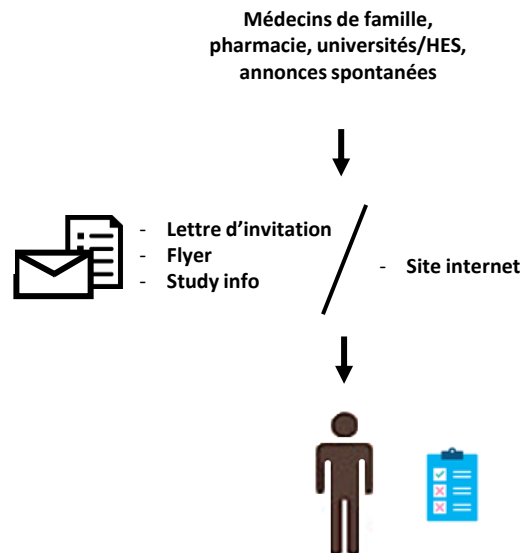 Médecins de famille,
pharmacie, universités/HES,
annonces spontanées
- Lettre d’invitation
- Flyer
- Study info
- Site internet